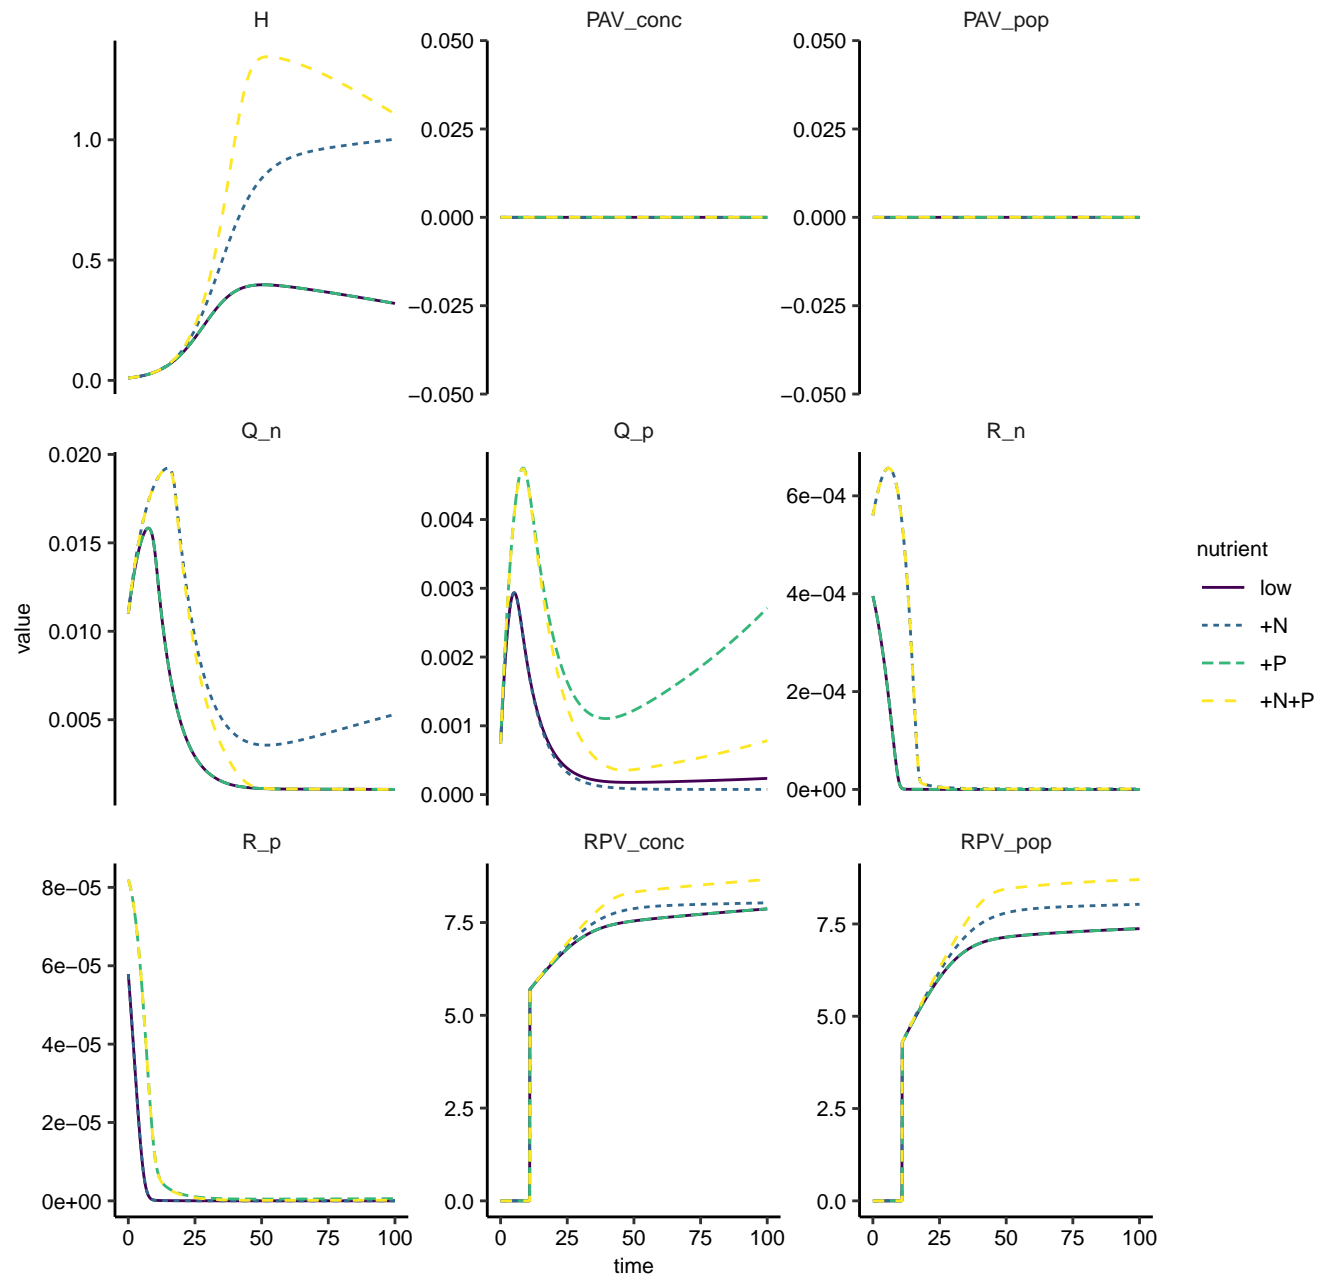 H
PAV_conc
PAV_pop
1.0
0.5
0.0
0.050
0.025
0.000
−0.025
−0.050
0.050
0.025
0.000
−0.025
−0.050
Q_n
Q_p
R_n
0.020
0.015
0.010
0.005
0.004
0.003
0.002
0.001
0.000
6e−04
4e−04
2e−04
0e+00
R_p
RPV_conc
RPV_pop
8e−05
6e−05
4e−05
2e−05
0e+00
7.5
5.0
2.5
0.0
7.5
5.0
2.5
0.0
0 25 50 75 100
0 25 50 75 100
0 25 50 75 100
time
value
nutrient
low
+N
+P
+N+P